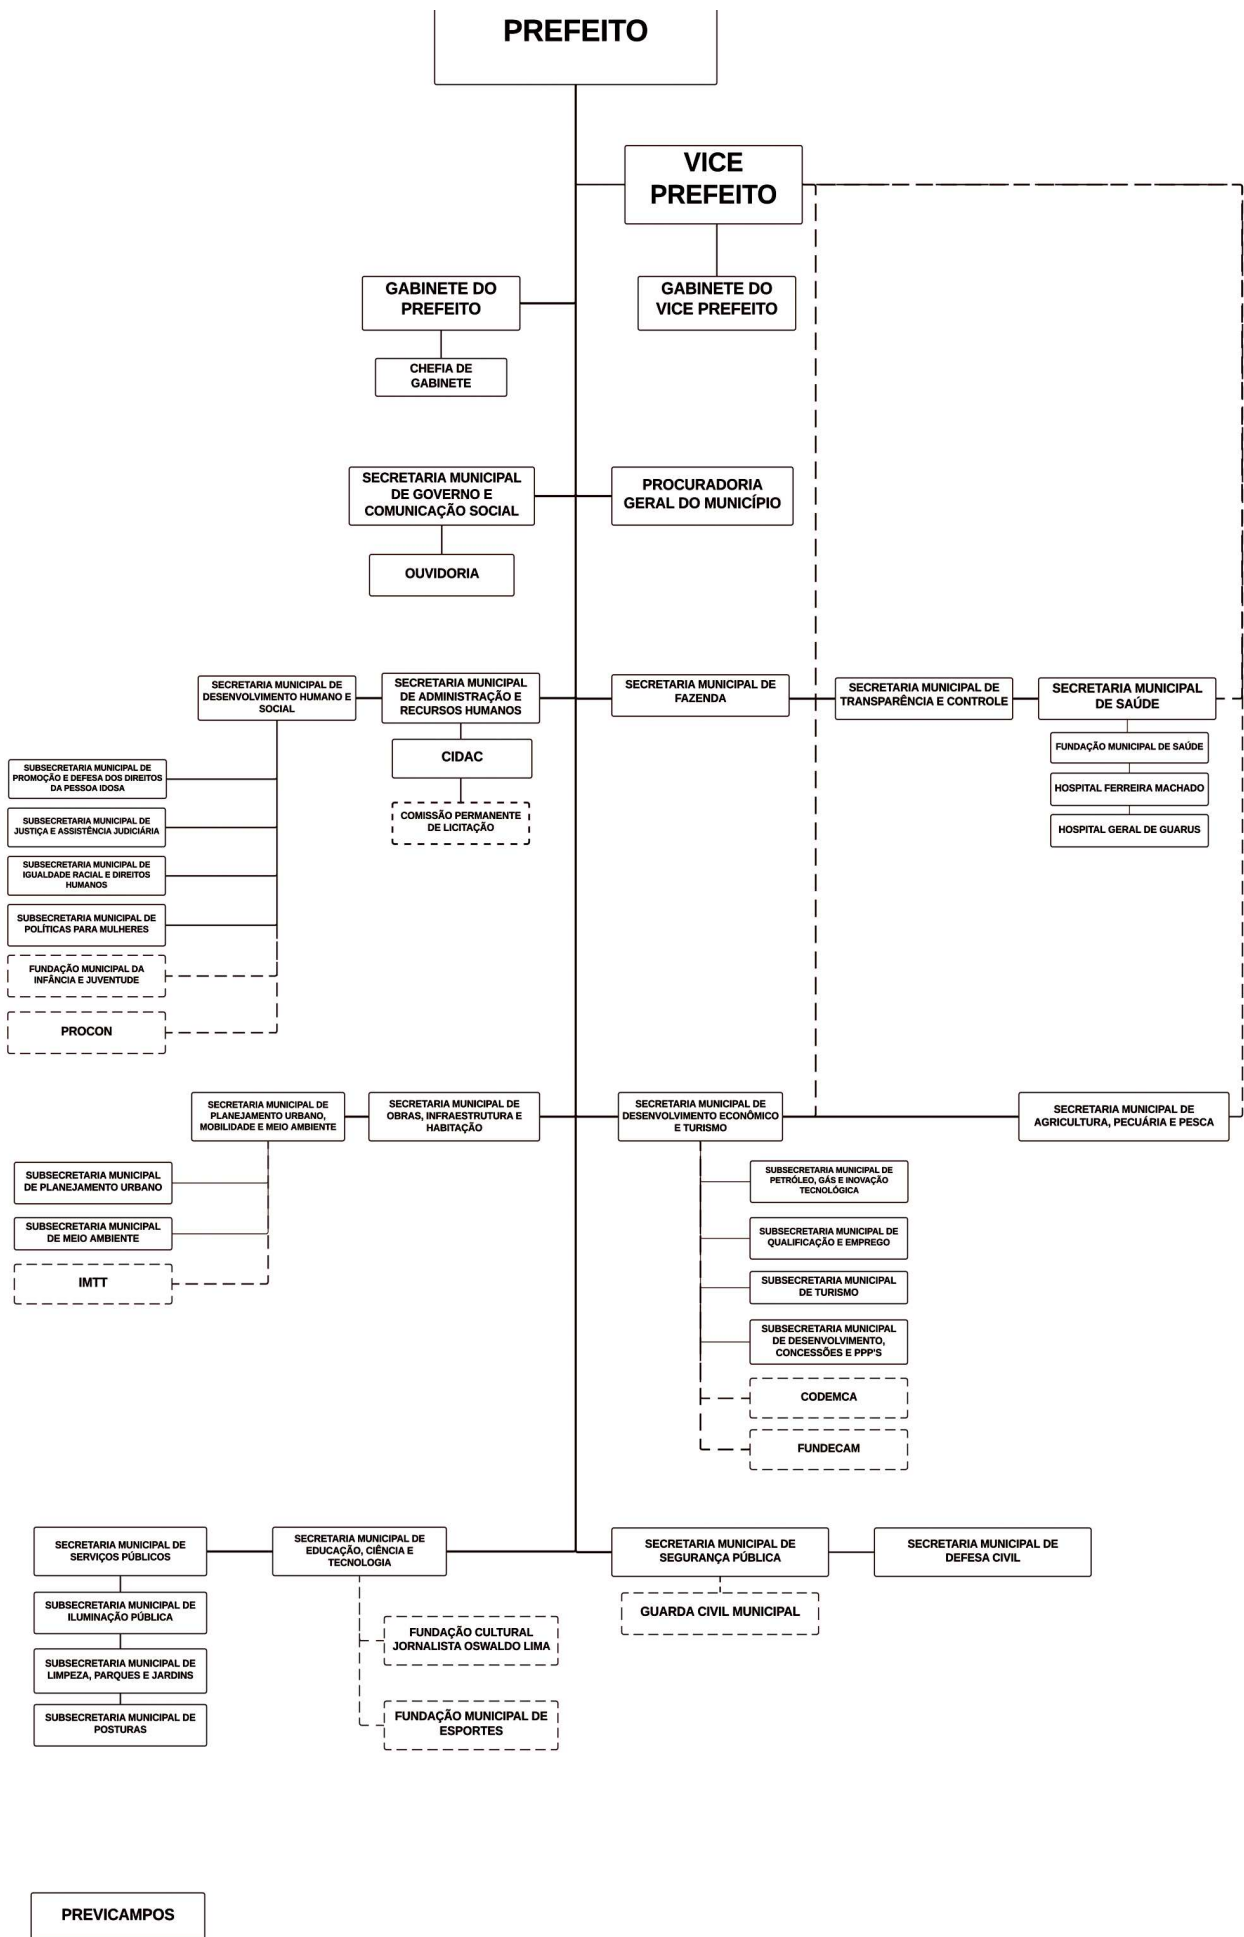 PREFEITO
VICE
PREFEITO
GABINETE DO
PREFEITO
GABINETE DO
VICE PREFEITO
CHEFIA DE
GABINETE
SECRETARIA MUNICIPAL
DE GOVERNO E
COMUNICAÇÃO SOCIAL
PROCURADORIA
GERAL DO MUNICÍPIO
OUVIDORIA
SECRETARIA MUNICIPAL DE
DESENVOLVIMENTO HUMANO E
SOCIAL
SECRETARIA MUNICIPAL
DE ADMINISTRAÇÃO E
RECURSOS HUMANOS
SECRETARIA MUNICIPAL DE
FAZENDA
SECRETARIA MUNICIPAL DE
TRANSPARÊNCIA E CONTROLE
SECRETARIA MUNICIPAL
DE SAÚDE
CIDAC
COMISSÃO PERMANENTE
DE LICITAÇÃO
FUNDAÇÃO MUNICIPAL DE SAÚDE
HOSPITAL FERREIRA MACHADO
HOSPITAL GERAL DE GUARUS
SUBSECRETARIA MUNICIPAL DE
PROMOÇÃO E DEFESA DOS DIREITOS
DA PESSOA IDOSA
SUBSECRETARIA MUNICIPAL DE
JUSTIÇA E ASSISTÊNCIA JUDICIÁRIA
SUBSECRETARIA MUNICIPAL DE
IGUALDADE RACIAL E DIREITOS
HUMANOS
SUBSECRETARIA MUNICIPAL DE
POLÍTICAS PARA MULHERES
FUNDAÇÃO MUNICIPAL DA
INFÂNCIA E JUVENTUDE
PROCON
SECRETARIA MUNICIPAL DE
PLANEJAMENTO URBANO,
MOBILIDADE E MEIO AMBIENTE
SECRETARIA MUNICIPAL DE
OBRAS, INFRAESTRUTURA E
HABITAÇÃO
SECRETARIA MUNICIPAL DE
DESENVOLVIMENTO ECONÔMICO
E TURISMO
SECRETARIA MUNICIPAL DE
AGRICULTURA, PECUÁRIA E PESCA
SUBSECRETARIA MUNICIPAL
DE PLANEJAMENTO URBANO
SUBSECRETARIA MUNICIPAL
DE MEIO AMBIENTE
IMTT
SUBSECRETARIA MUNICIPAL DE
PETRÓLEO, GÁS E INOVAÇÃO
TECNOLÓGICA
SUBSECRETARIA MUNICIPAL DE
QUALIFICAÇÃO E EMPREGO
SUBSECRETARIA MUNICIPAL
DE TURISMO
SUBSECRETARIA MUNICIPAL
DE DESENVOLVIMENTO,
CONCESSÕES E PPP'S
CODEMCA
FUNDECAM
SECRETARIA MUNICIPAL DE
SERVIÇOS PÚBLICOS
SECRETARIA MUNICIPAL DE
EDUCAÇÃO, CIÊNCIA E
TECNOLOGIA
SECRETARIA MUNICIPAL DE
SEGURANÇA PÚBLICA
SECRETARIA MUNICIPAL DE
DEFESA CIVIL
SUBSECRETARIA MUNICIPAL DE
ILUMINAÇÃO PÚBLICA
SUBSECRETARIA MUNICIPAL DE
LIMPEZA, PARQUES E JARDINS
SUBSECRETARIA MUNICIPAL DE
POSTURAS
FUNDAÇÃO CULTURAL
JORNALISTA OSWALDO LIMA
FUNDAÇÃO MUNICIPAL DE
ESPORTES
GUARDA CIVIL MUNICIPAL
PREVICAMPOS